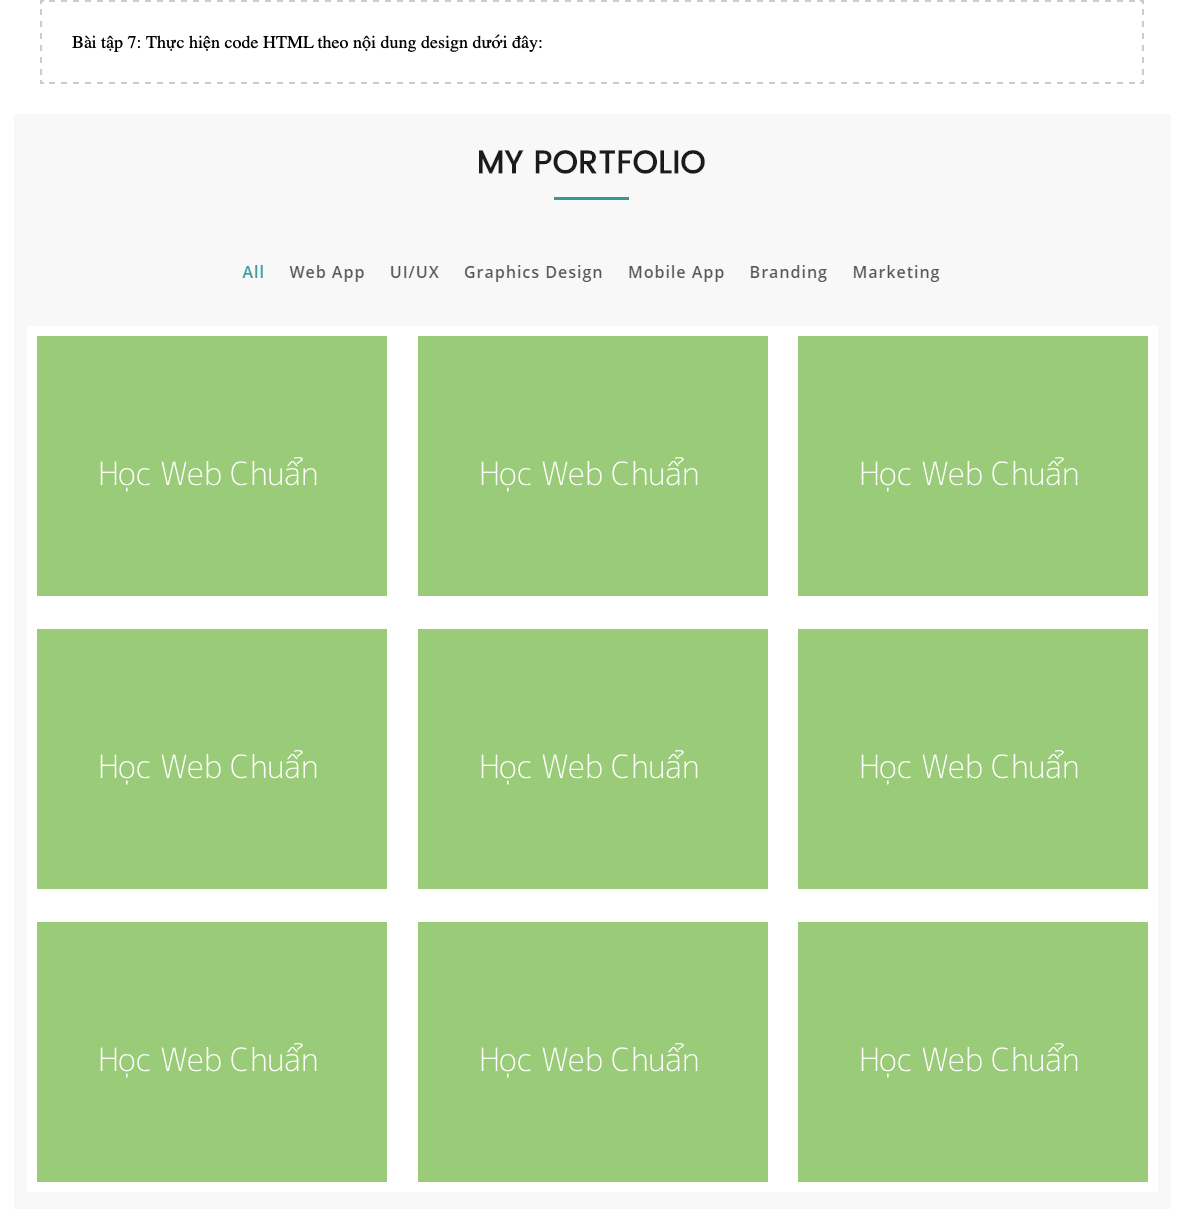 Bài tập 7: Thực hiện code HTML theo nội dung design dưới đây:
MY PORTFOLIO
All Web App UI/UX Graphics Design Mobile App Branding Marketing
Học Web Chuẩn Học Web Chuẩn Học Web Chuẩn
Học Web Chuẩn Học Web Chuẩn Học Web Chuẩn
Học Web Chuẩn Học Web Chuẩn Học Web Chuẩn